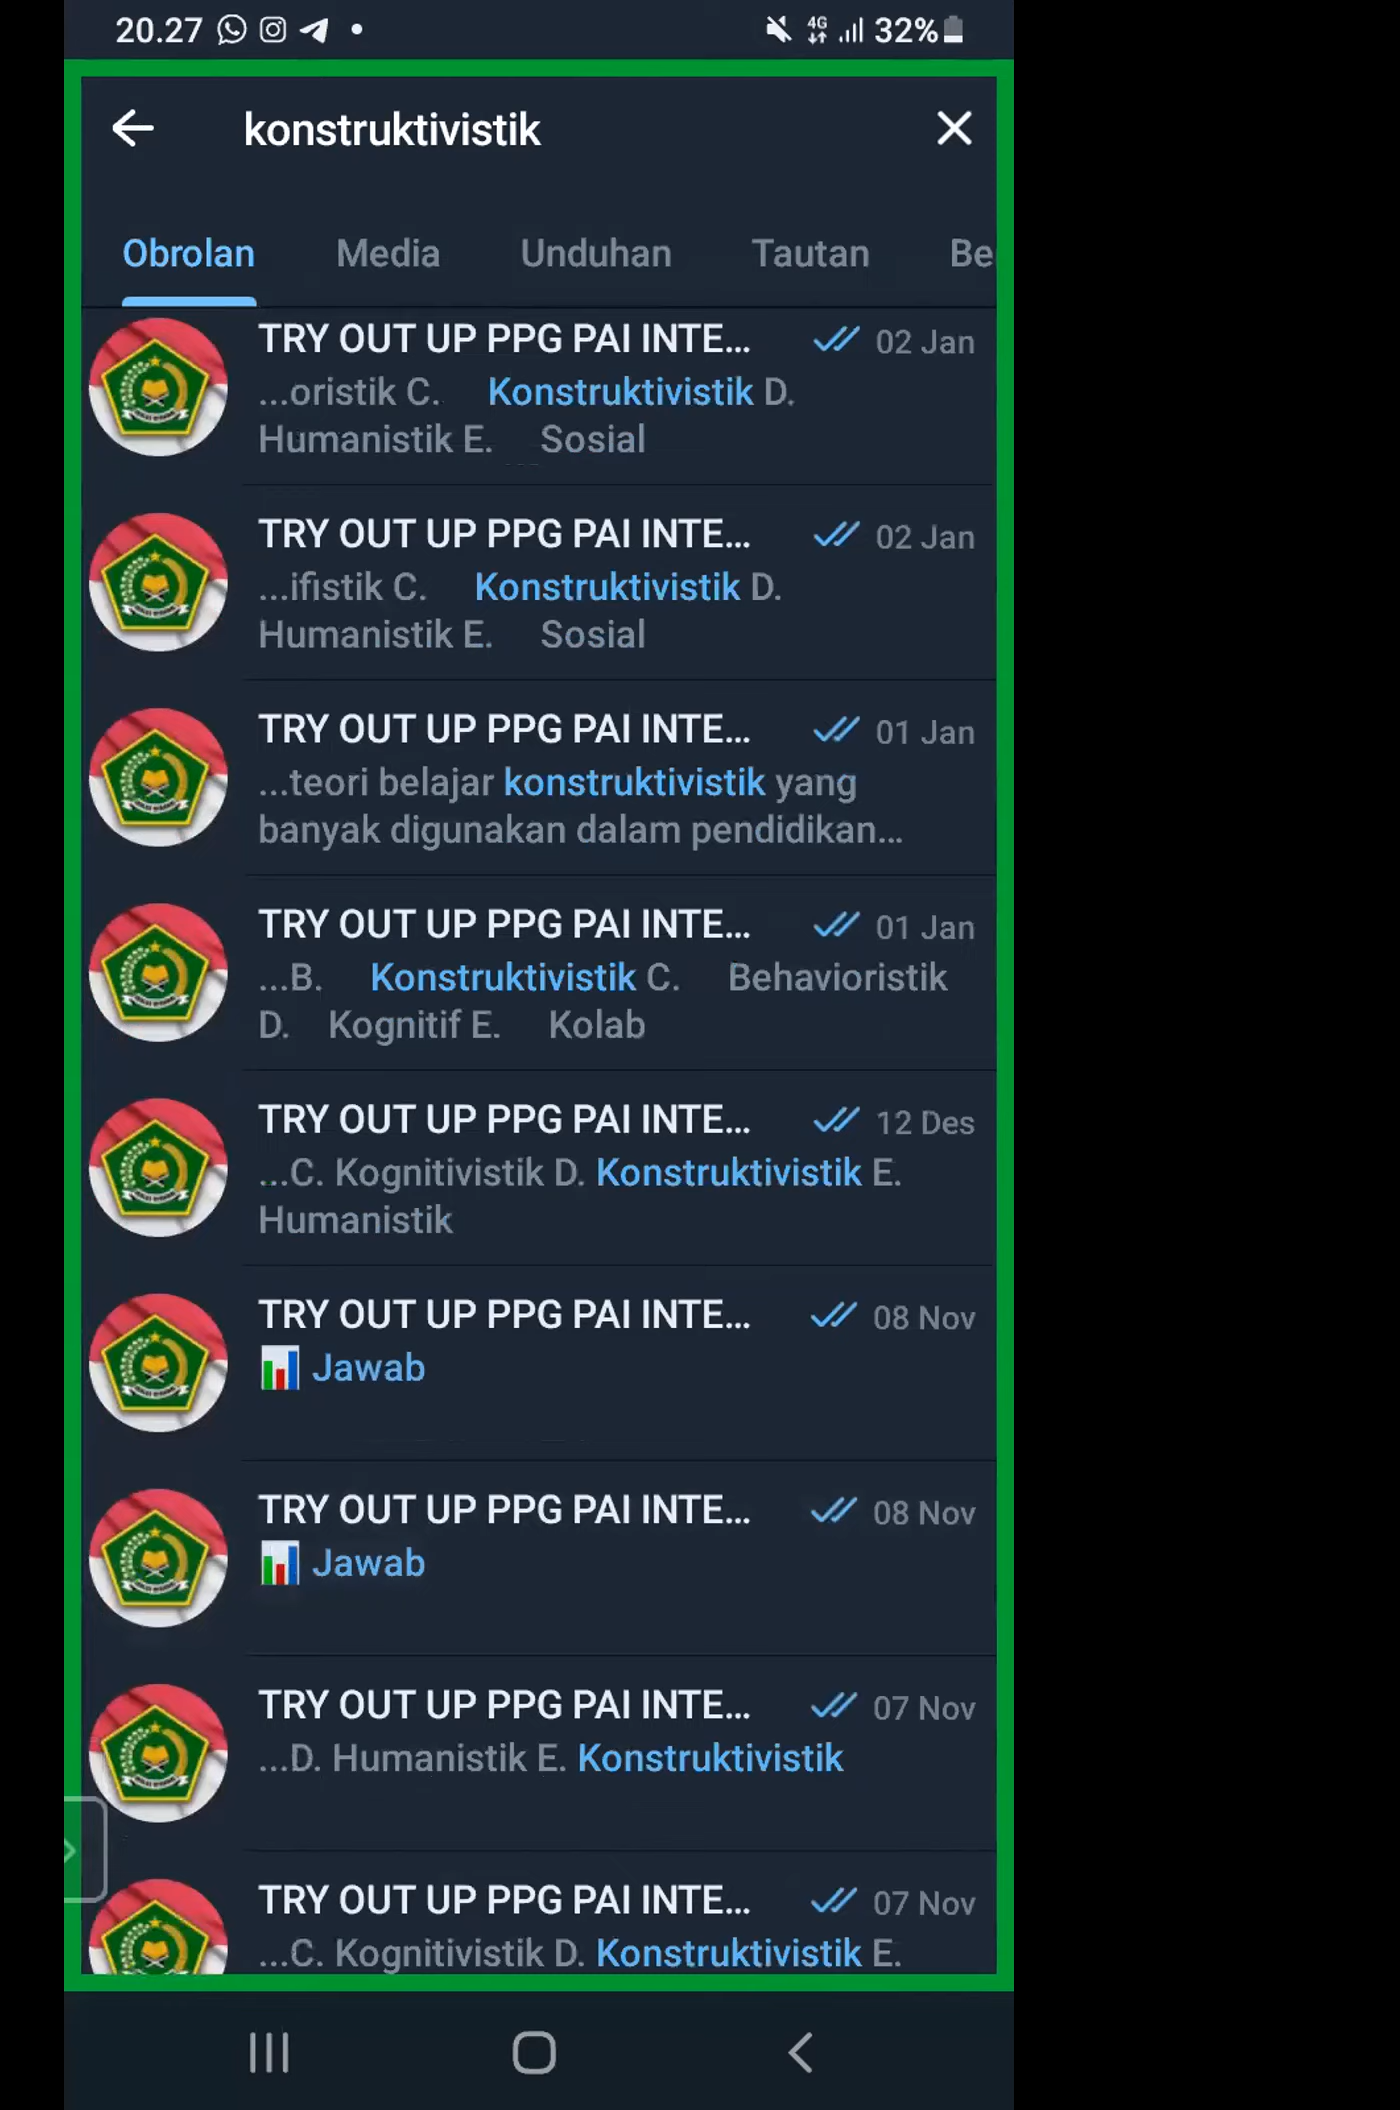 20.27
4G 32%
konstruktivistik
Obrolan Media Unduhan Tautan Be
TRY OUT UP PPG PAI INTE... 02 Jan
...oristik C. Konstruktivistik D.
Humanistik E. Sosial
TRY OUT UP PPG PAI INTE... 02 Jan
...ifistik C. Konstruktivistik D.
Humanistik E. Sosial
TRY OUT UP PPG PAI INTE... 01 Jan
...teori belajar konstruktivistik yang
banyak digunakan dalam pendidikan...
TRY OUT UP PPG PAI INTE... 01 Jan
...B. Konstruktivistik C. Behavioristik
D. Kognitif E. Kolab
TRY OUT UP PPG PAI INTE... 12 Des
...C. Kognitivistik D. Konstruktivistik E.
Humanistik
TRY OUT UP PPG PAI INTE... 08 Nov
Jawab
TRY OUT UP PPG PAI INTE... 08 Nov
Jawab
TRY OUT UP PPG PAI INTE... 07 Nov
...D. Humanistik E. Konstruktivistik
TRY OUT UP PPG PAI INTE... 07 Nov
...C. Kognitivistik D. Konstruktivistik E.